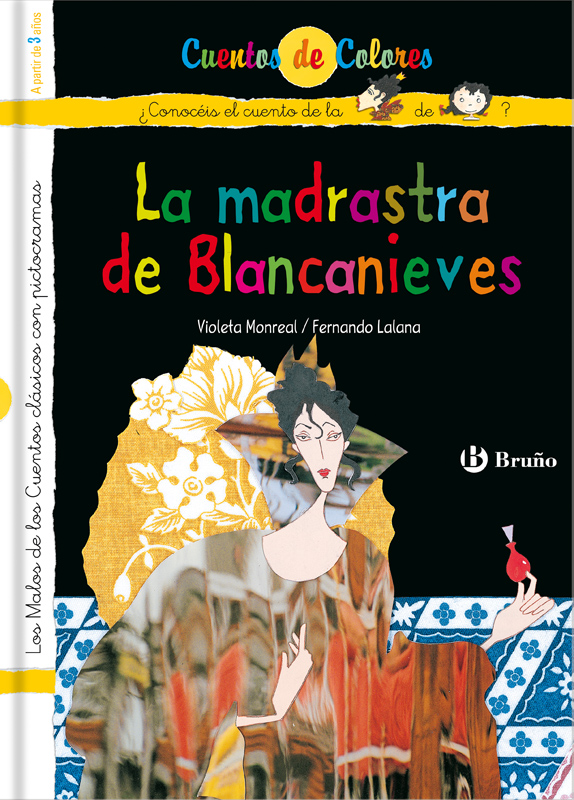 A partir de 3 años
Los Malos de los Cuentos clásicos con pictogramas
Cuentos de Colores
¿Conocéis el cuento de la de ?
La madrastra
de Blancanieves
Violeta Monreal / Fernando Lalana
B Bruño